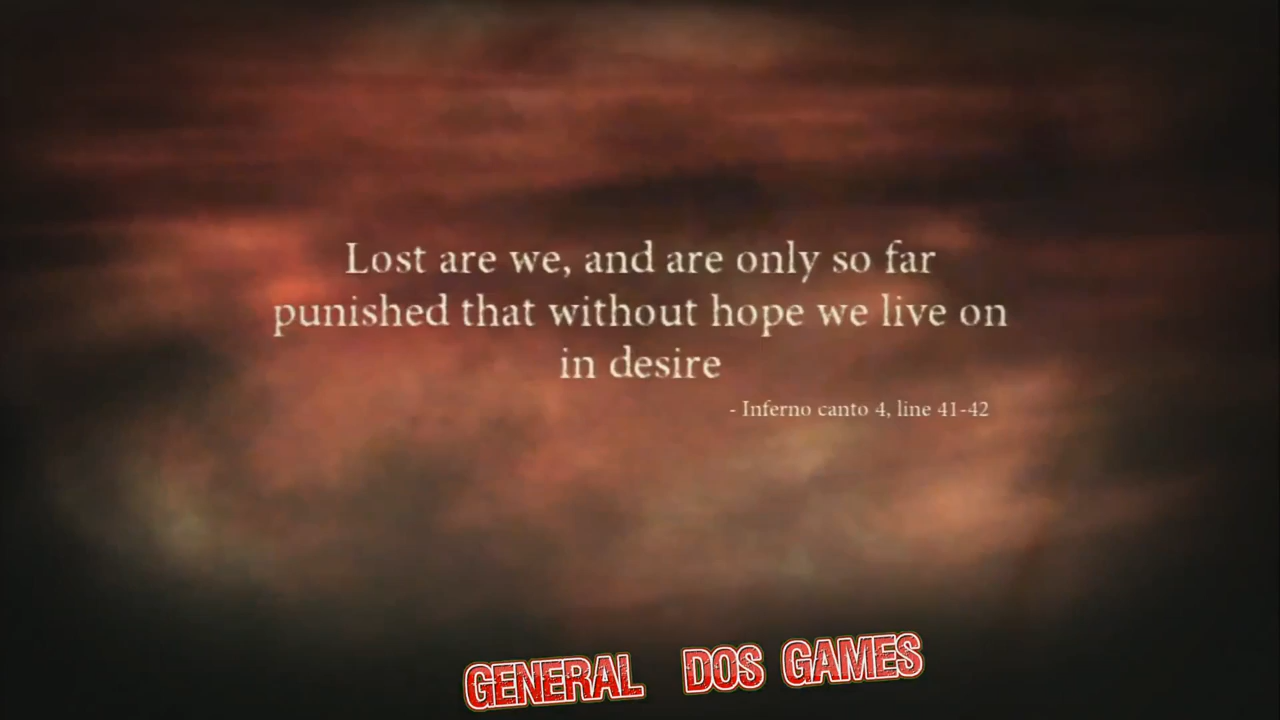 Lost are we, and are only so far
punished that without hope we live on
in desire
- Inferno canto 4, line 41-42
GENERAL DOS GAMES